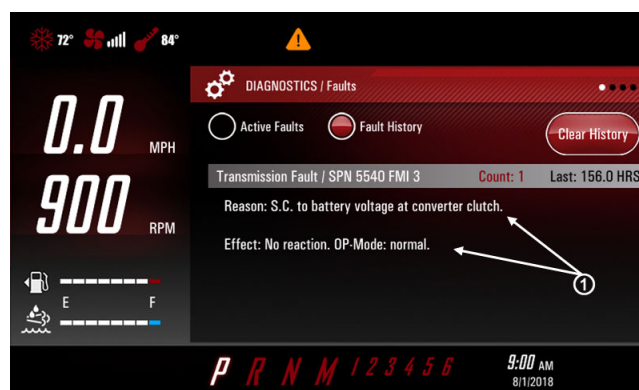 72° 84°
DIAGNOSTICS / Faults
Active Faults Fault History Clear History
0.0 MPH
Transmission Fault / SPN 5540 FMI 3 Count: 1 Last: 156.0 HRS
Reason: S.C. to battery voltage at converter clutch.
900 RPM
Effect: No reaction. OP-Mode: normal.
1
E F
P R N M 1 2 3 4 5 6 9:00 AM
8/1/2018